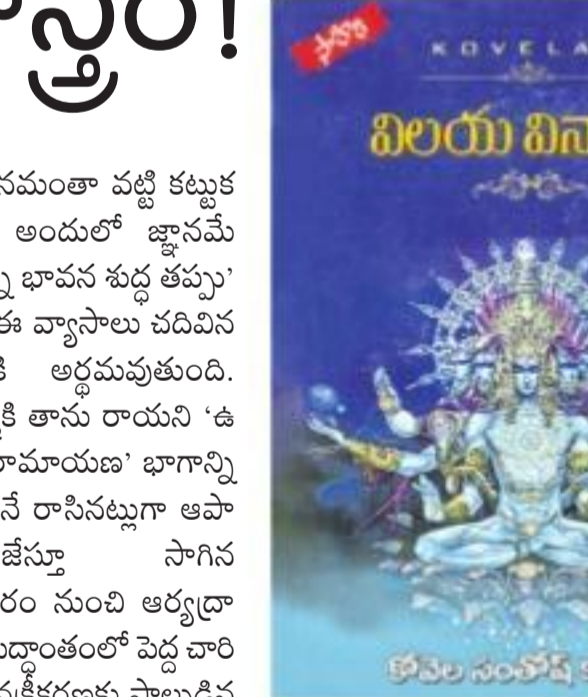 స్త్రం!
నమంతా వట్టి కట్టుక
అందులో జ్ఞానమే
భావన శుద్ధ తప్పు’
ఈ వ్యాసాలు చదివిన
కి అర్థమవుతుంది.
కి తాను రాయని ‘ఉ
రామాయణ’ భాగాన్ని
నే రాసినట్లుగా ఆపా
జేస్తూ సాగిన
రం నుంచి ఆర్యద్రా
సిద్ధాంతంలో పెద్ద చారి
KOVELA
విలయ విన్యా
కోవెల సంతోష్